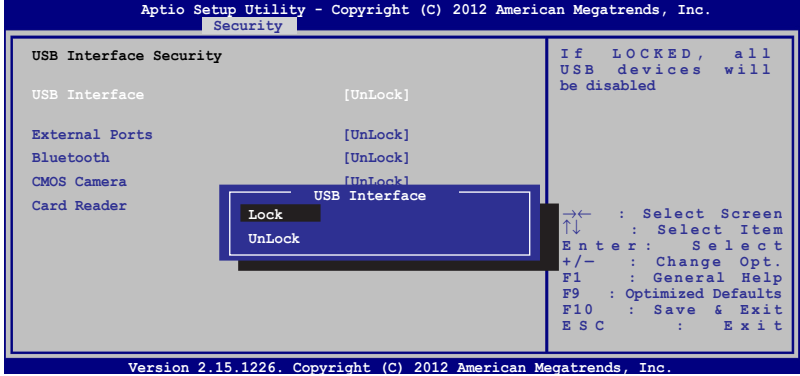 Aptio Setup Utility - Copyright (C) 2012 American Megatrends, Inc.
Security
USB Interface Security
USB Interface [UnLock]
External Ports [UnLock]
Bluetooth [UnLock]
CMOS Camera [UnLock]
Card Reader
USB Interface
Lock
UnLock
If LOCKED, all
USB devices will
be disabled
→← : Select Screen
↑↓ : Select Item
Enter: Select
+/— : Change Opt.
F1 : General Help
F9 : Optimized Defaults
F10 : Save & Exit
ESC : Exit
Version 2.15.1226. Copyright (C) 2012 American Megatrends, Inc.